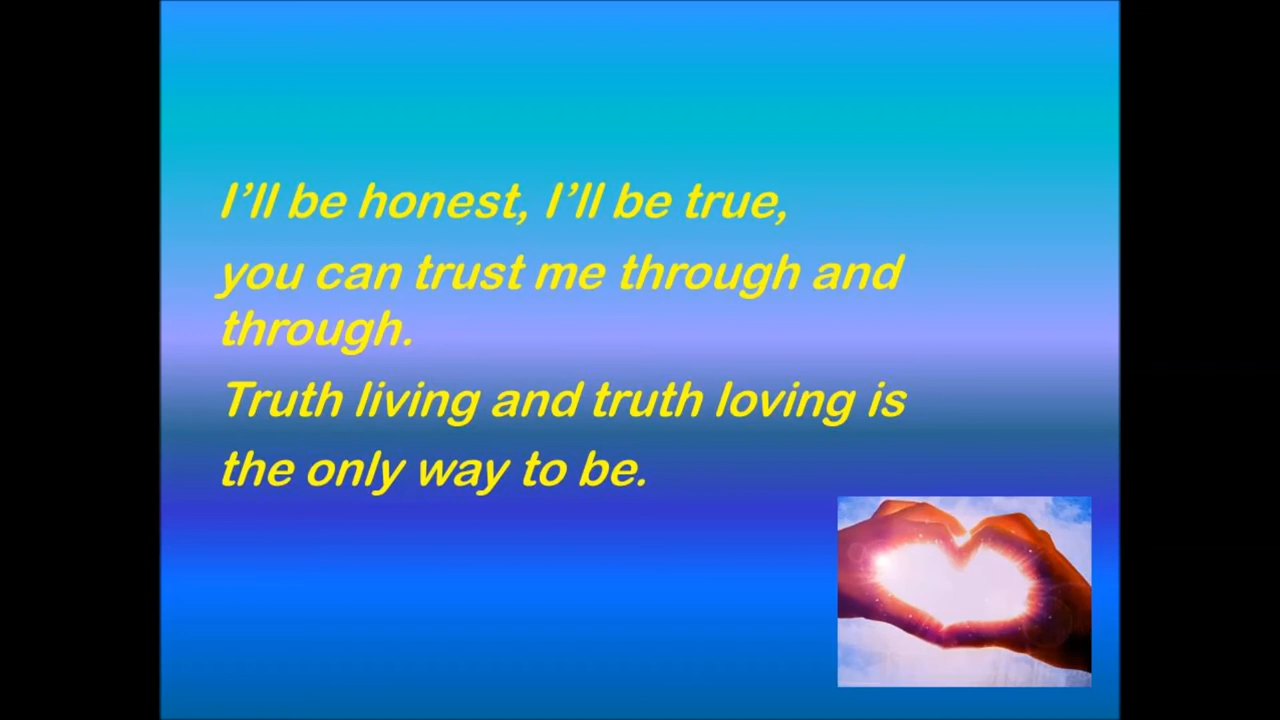 I’ll be honest, I’ll be true,
you can trust me through and
through.
Truth living and truth loving is
the only way to be.